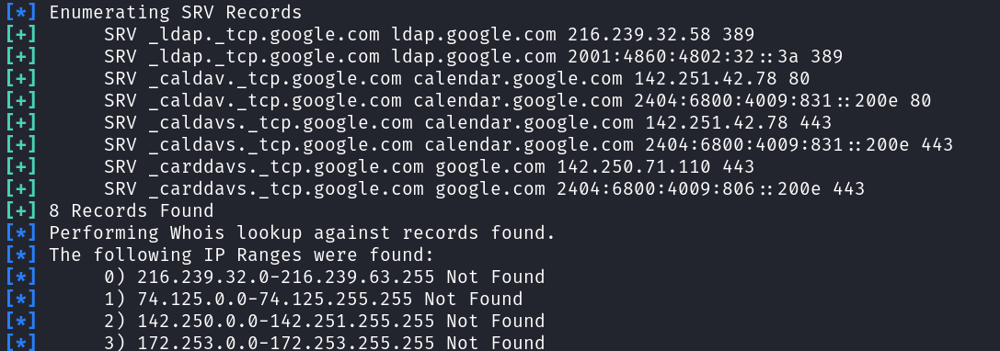 [*] Enumerating SRV Records
[+] SRV _ldap._tcp.google.com ldap.google.com 216.239.32.58 389
[+] SRV _ldap._tcp.google.com ldap.google.com 2001:4860:4802:32::3a 389
[+] SRV _caldav._tcp.google.com calendar.google.com 142.251.42.78 80
[+] SRV _caldav._tcp.google.com calendar.google.com 2404:6800:4009:831::200e 80
[+] SRV _caldavs._tcp.google.com calendar.google.com 142.251.42.78 443
[+] SRV _caldavs._tcp.google.com calendar.google.com 2404:6800:4009:831::200e 443
[+] SRV _carddavs._tcp.google.com google.com 142.250.71.110 443
[+] SRV _carddavs._tcp.google.com google.com 2404:6800:4009:806::200e 443
[+] 8 Records Found
[*] Performing Whois lookup against records found.
[*] The following IP Ranges were found:
[*] 0) 216.239.32.0-216.239.63.255 Not Found
[*] 1) 74.125.0.0-74.125.255.255 Not Found
[*] 2) 142.250.0.0-142.251.255.255 Not Found
[*] 3) 172.253.0.0-172.253.255.255 Not Found